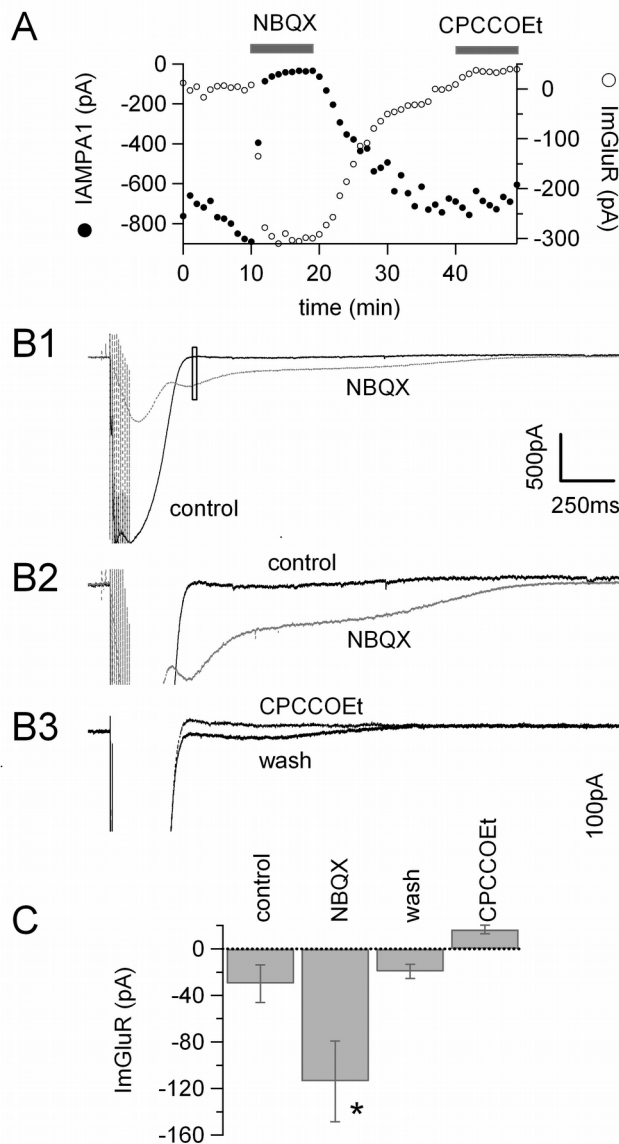 A
NBQX
CPCCOEt
0
-200
-400
-600
-800
IAMPA1 (pA)
0
-100
-200
-300
ImGluR (pA)
0
10
20
30
40
time (min)
B1
NBQX
control
500pA
250ms
B2
control
NBQX
B3
CPCCOEt
wash
100pA
C
control
NBQX
wash
CPCCOEt
0
-40
-80
-120
-160
ImGluR (pA)
*